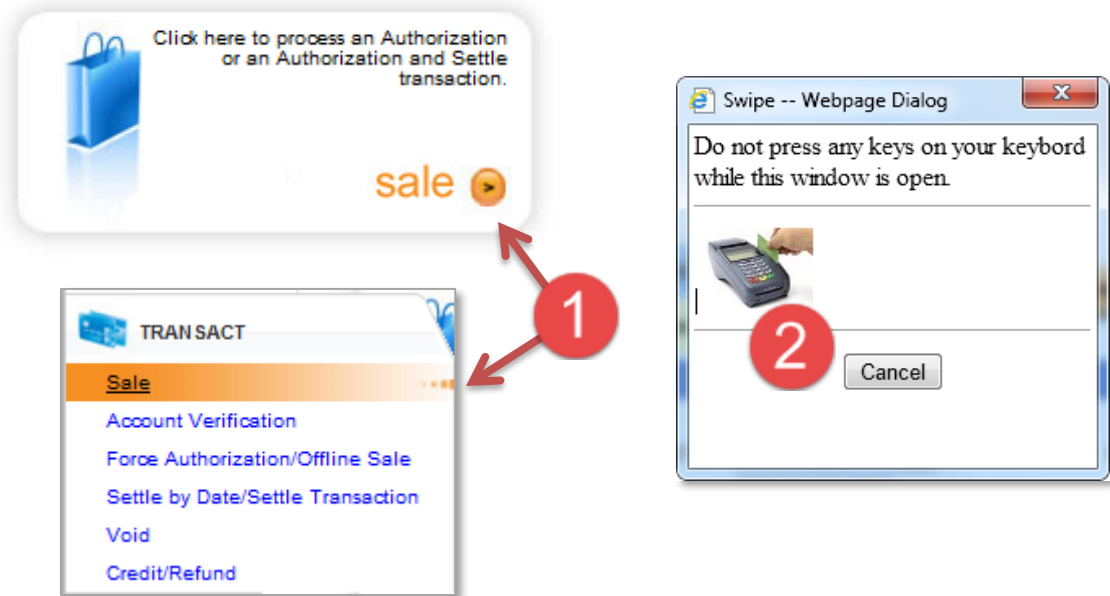 Click here to process an Authorization
or an Authorization and Settle
transaction.
sale >
TRANSACT
Sale
Account Verification
Force Authorization/Offline Sale
Settle by Date/Settle Transaction
Void
Credit/Refund
1
Swipe -- Webpage Dialog
X
Do not press any keys on your keybord
while this window is open.
2
Cancel